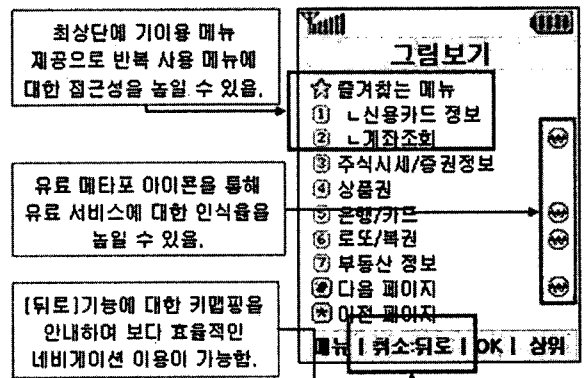 최상단에 기이용 메뉴
제공으로 반복 사용 메뉴에
대한 접근성을 높일 수 있음.
유료 메타포 아이콘을 통해
유료 서비스에 대한 인식율을
높일 수 있음.
[뒤로]기능에 대한 키맵핑을
안내하여 보다 효율적인
네비게이션 이용이 가능함.
그림보기
☆ 즐겨찾는 메뉴
① ㄴ신용카드 정보
② ㄴ계좌조회 ₩
③ 주식시세/증권정보
④ 상품권
⑤ 은행/카드 ₩
⑥ 로또/복권 ₩
⑦ 부동산 정보
# 다음 페이지 ₩
* 이전 페이지
메뉴 | 취소:뒤로 | OK | 상위